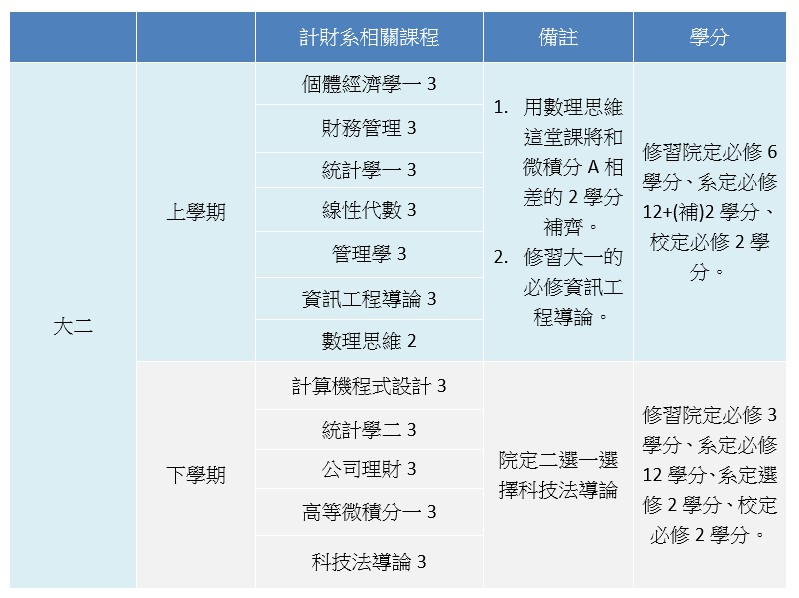 計財系相關課程
備註
學分
大二
上學期
個體經濟學一 3
財務管理 3
統計學一 3
線性代數 3
管理學 3
資訊工程導論 3
數理思維 2
1. 用數理思維
這堂課將和
微積分 A 相
差的 2 學分
補齊。
2. 修習大一的
必修資訊工
程導論。
修習院定必修 6
學分、系定必修
12+(補)2 學分、
校定必修 2 學
分。
下學期
計算機程式設計 3
統計學二 3
公司理財 3
高等微積分一 3
科技法導論 3
院定二選一選
擇科技法導論
修習院定必修 3
學分、系定必修
12 學分、系定選
修 2 學分、校定
必修 2 學分。